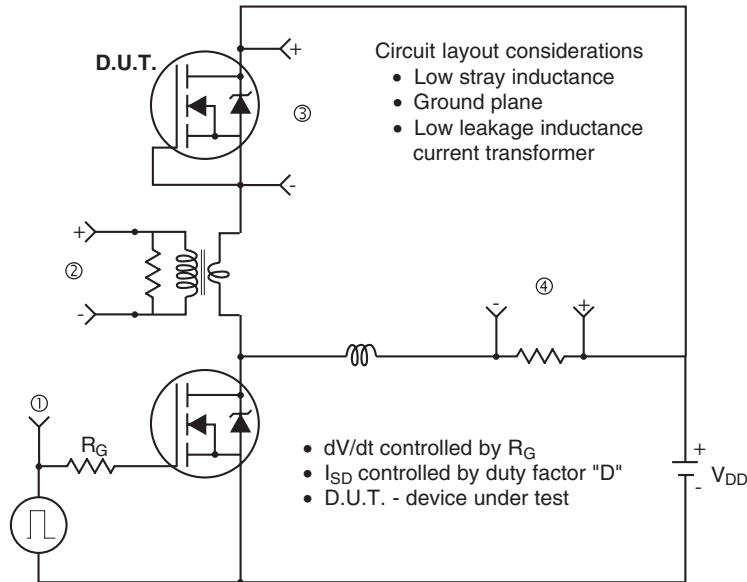 D.U.T.
+
③
-
Circuit layout considerations
• Low stray inductance
• Ground plane
• Low leakage inductance
current transformer
+
②
-
-
④
+
①
RG
• dV/dt controlled by RG
• ISD controlled by duty factor "D"
• D.U.T. - device under test
+
VDD
-